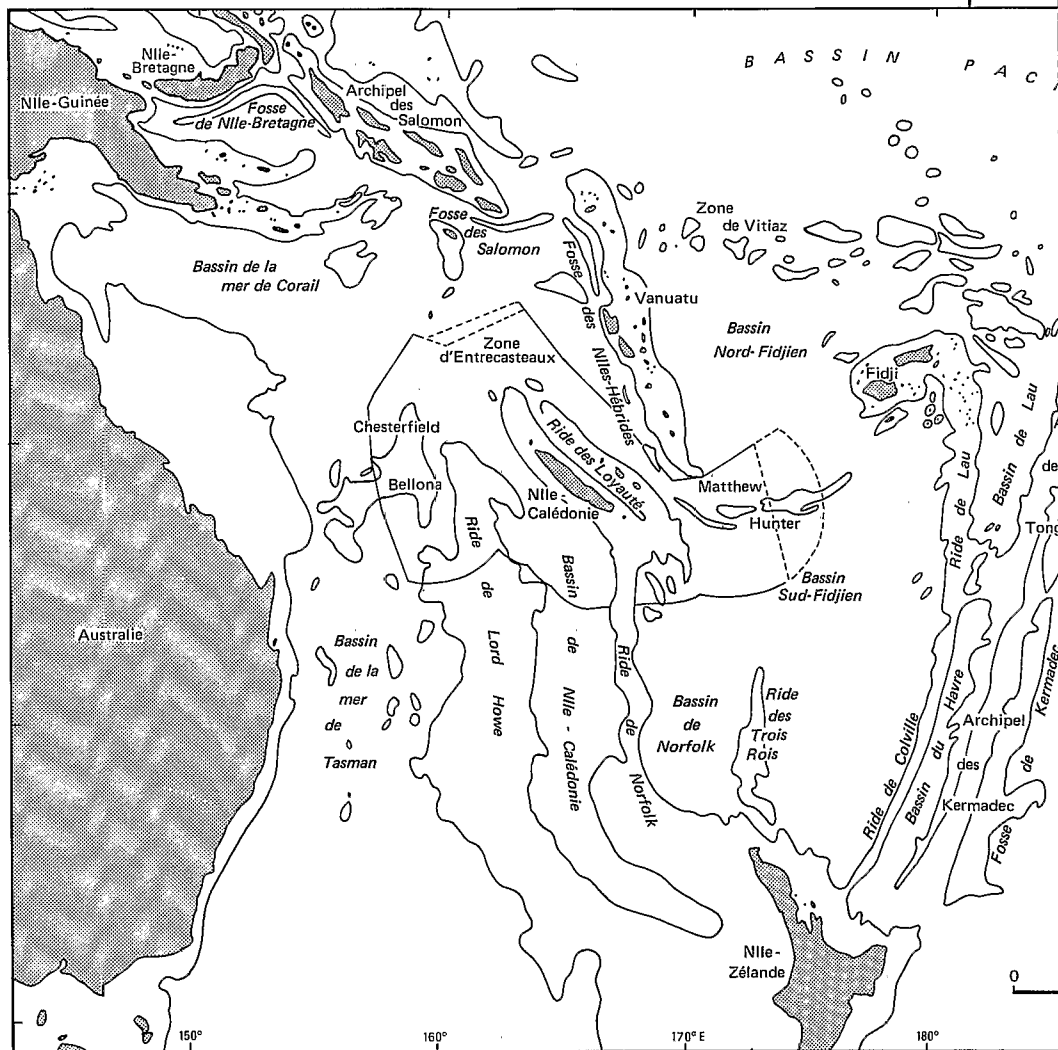 BASSIN PAC
Nlle-
Bretagne
Nlle-Guinée
Archipel
des
Salomon
Fosse
de Nlle-Bretagne
Fosse
des
Salomon
Zone
de Vitiaz
Bassin de la
mer de Corail
Fosse
des
Nlles-Hébrides
Vanuatu
Bassin
Nord-Fidjien
Zone
d'Entrecasteaux
Fidji
Chesterfield
Bellona
Ride des Loyauté
Nlle
Calédonie
Matthew
Hunter
Bassin
Sud-Fidjien
Ride de Lau
Bassin de Lau
de
Tong
Australie
Bassin
de la
mer
de
Tasman
Ride
de
Lord
Howe
Bassin
de
Nlle-
Calédonie
Ride
de
Norfolk
Bassin
de
Norfolk
Ride
des
Trois
Rois
Ride de Colville
Bassin du Havre
Archipel
des
Kermadec
Fosse
de
Kermadec
Nlle-
Zélande
0
150°
160°
170° E
180°